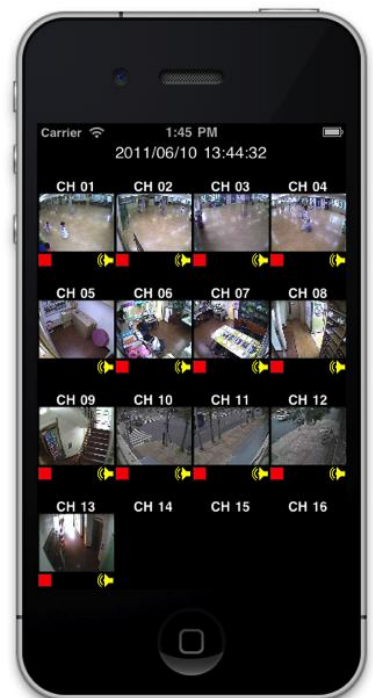 Carrier 1:45 PM
2011/06/10 13:44:32
CH 01 CH 02 CH 03 CH 04
CH 05 CH 06 CH 07 CH 08
CH 09 CH 10 CH 11 CH 12
CH 13 CH 14 CH 15 CH 16